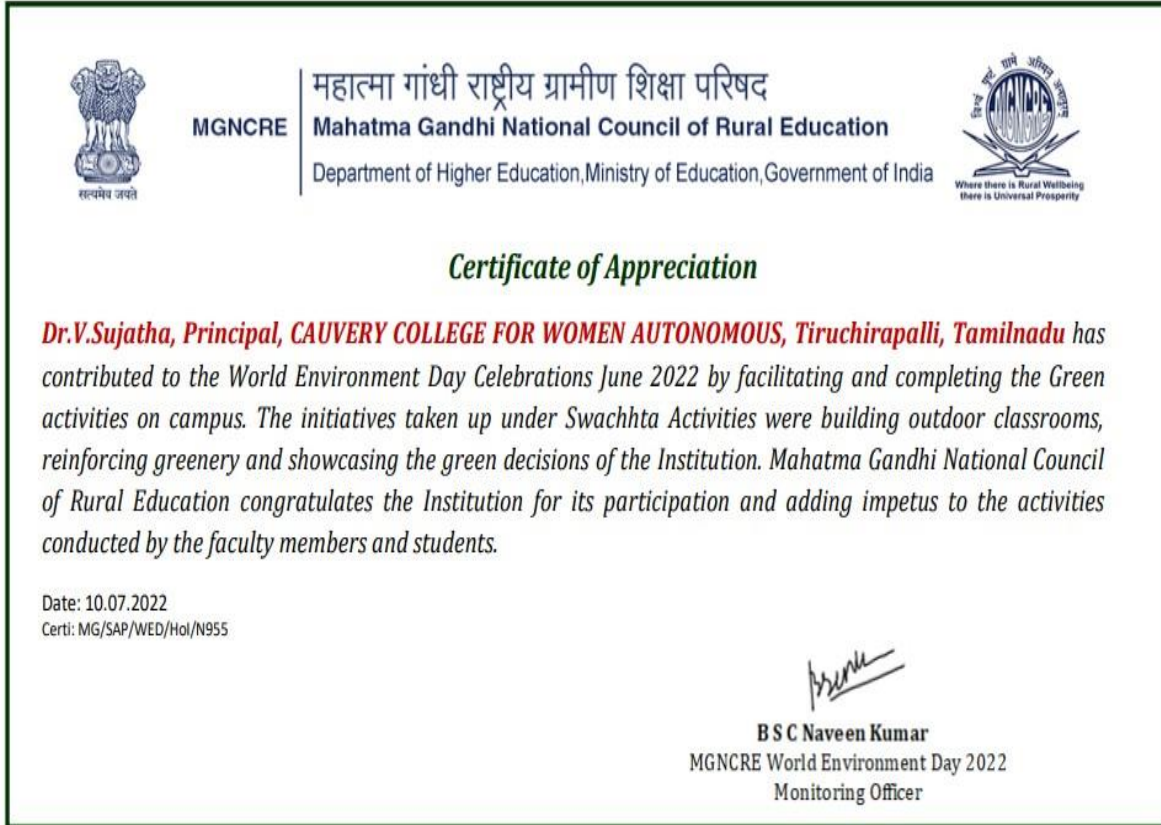 महात्मा गांधी राष्ट्रीय ग्रामीण शिक्षा परिषद
MGNCRE
Mahatma Gandhi National Council of Rural Education
Department of Higher Education,Ministry of Education,Government of India
सत्यमेव जयते
MGNCRE
Where there is Rural Wellbeing
there is Universal Prosperity
Certificate of Appreciation
Dr.V.Sujatha, Principal, CAUVERY COLLEGE FOR WOMEN AUTONOMOUS, Tiruchirapalli, Tamilnadu has
contributed to the World Environment Day Celebrations June 2022 by facilitating and completing the Green
activities on campus. The initiatives taken up under Swachhta Activities were building outdoor classrooms,
reinforcing greenery and showcasing the green decisions of the Institution. Mahatma Gandhi National Council
of Rural Education congratulates the Institution for its participation and adding impetus to the activities
conducted by the faculty members and students.
Date: 10.07.2022
Certi: MG/SAP/WED/HoI/N955
B S C Naveen Kumar
MGNCRE World Environment Day 2022
Monitoring Officer